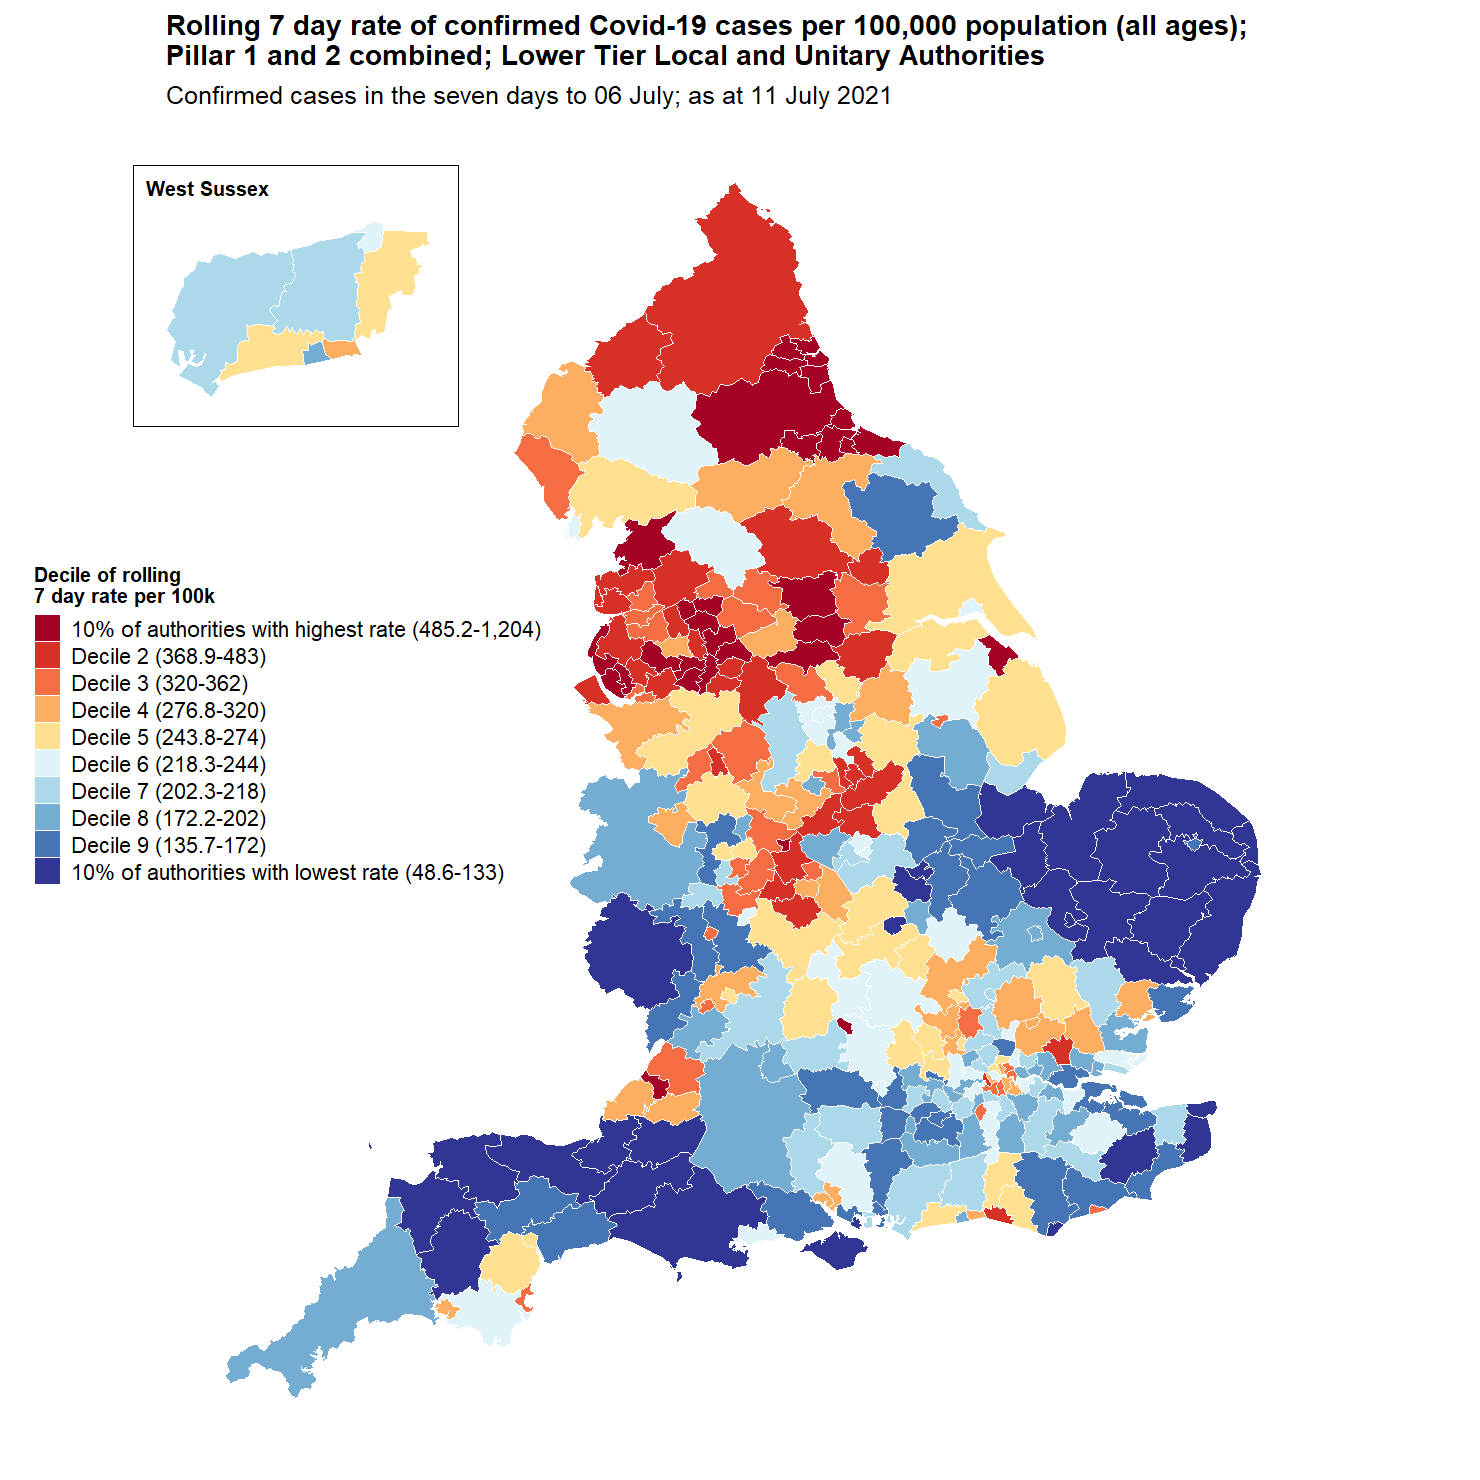 Rolling 7 day rate of confirmed Covid-19 cases per 100,000 population (all ages);
Pillar 1 and 2 combined; Lower Tier Local and Unitary Authorities
Confirmed cases in the seven days to 06 July; as at 11 July 2021
West Sussex
Decile of rolling
7 day rate per 100k
10% of authorities with highest rate (485.2-1,204)
Decile 2 (368.9-483)
Decile 3 (320-362)
Decile 4 (276.8-320)
Decile 5 (243.8-274)
Decile 6 (218.3-244)
Decile 7 (202.3-218)
Decile 8 (172.2-202)
Decile 9 (135.7-172)
10% of authorities with lowest rate (48.6-133)